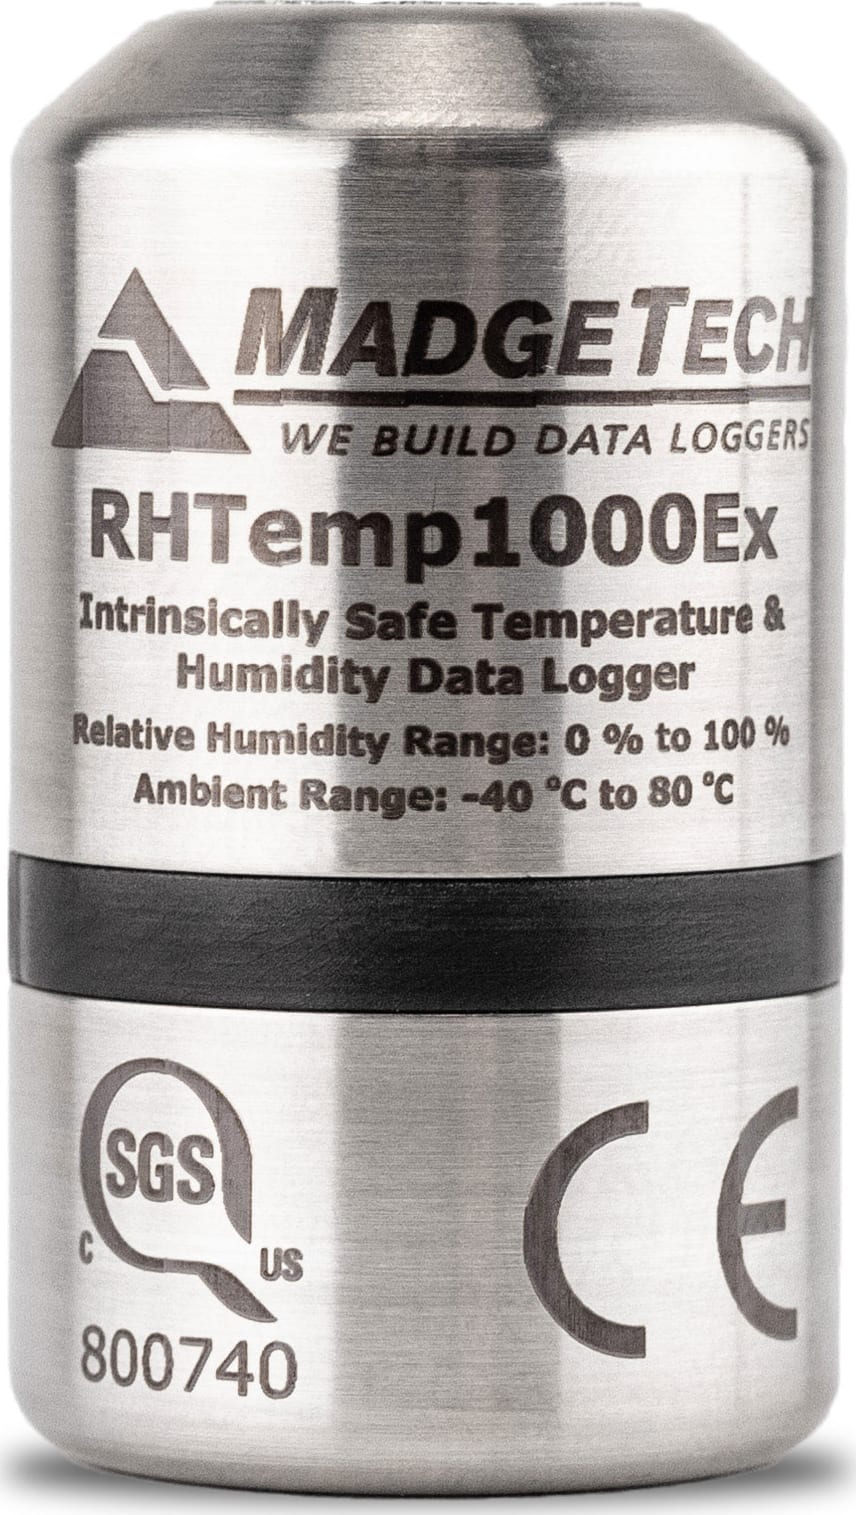 MADGETECH
WE BUILD DATA LOGGERS
RHTemp1000Ex
Intrinsically Safe Temperature &
Humidity Data Logger
Relative Humidity Range: 0 % to 100 %
Ambient Range: -40 °C to 80 °C
SGS
C US
800740
CE